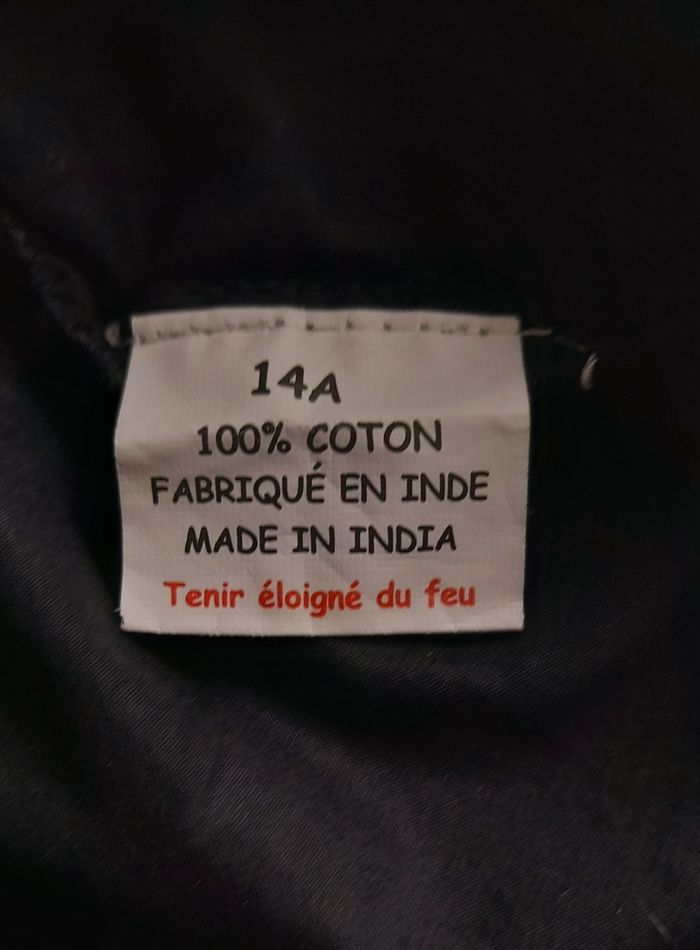 14A
100% COTON
FABRIQUÉ EN INDE
MADE IN INDIA
Tenir éloigné du feu